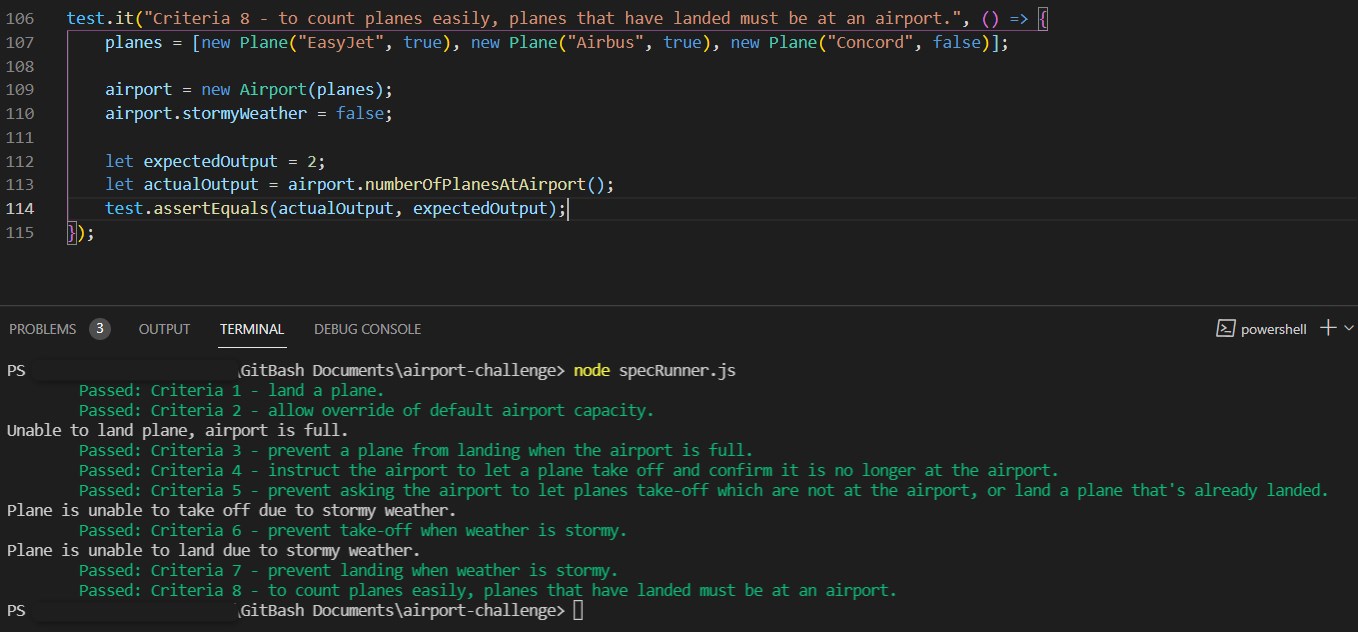 106 test.it("Criteria 8 - to count planes easily, planes that have landed must be at an airport.", () => {
107 planes = [new Plane("EasyJet", true), new Plane("Airbus", true), new Plane("Concord", false)];
108
109 airport = new Airport(planes);
110 airport.stormyWeather = false;
111
112 let expectedOutput = 2;
113 let actualOutput = airport.numberOfPlanesAtAirport();
114 test.assertEquals(actualOutput, expectedOutput);
115 });
PROBLEMS 3 OUTPUT TERMINAL DEBUG CONSOLE powershell
PS \GitBash Documents\airport-challenge> node specRunner.js
Passed: Criteria 1 - land a plane.
Passed: Criteria 2 - allow override of default airport capacity.
Unable to land plane, airport is full.
Passed: Criteria 3 - prevent a plane from landing when the airport is full.
Passed: Criteria 4 - instruct the airport to let a plane take off and confirm it is no longer at the airport.
Passed: Criteria 5 - prevent asking the airport to let planes take-off which are not at the airport, or land a plane that's already landed.
Plane is unable to take off due to stormy weather.
Passed: Criteria 6 - prevent take-off when weather is stormy.
Plane is unable to land due to stormy weather.
Passed: Criteria 7 - prevent landing when weather is stormy.
Passed: Criteria 8 - to count planes easily, planes that have landed must be at an airport.
PS \GitBash Documents\airport-challenge>